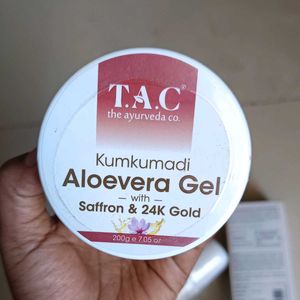 T.A.C®
the ayurveda co.
Kumkumadi
Aloevera Gel
with
Saffron & 24K Gold
200g e 7.05 oz